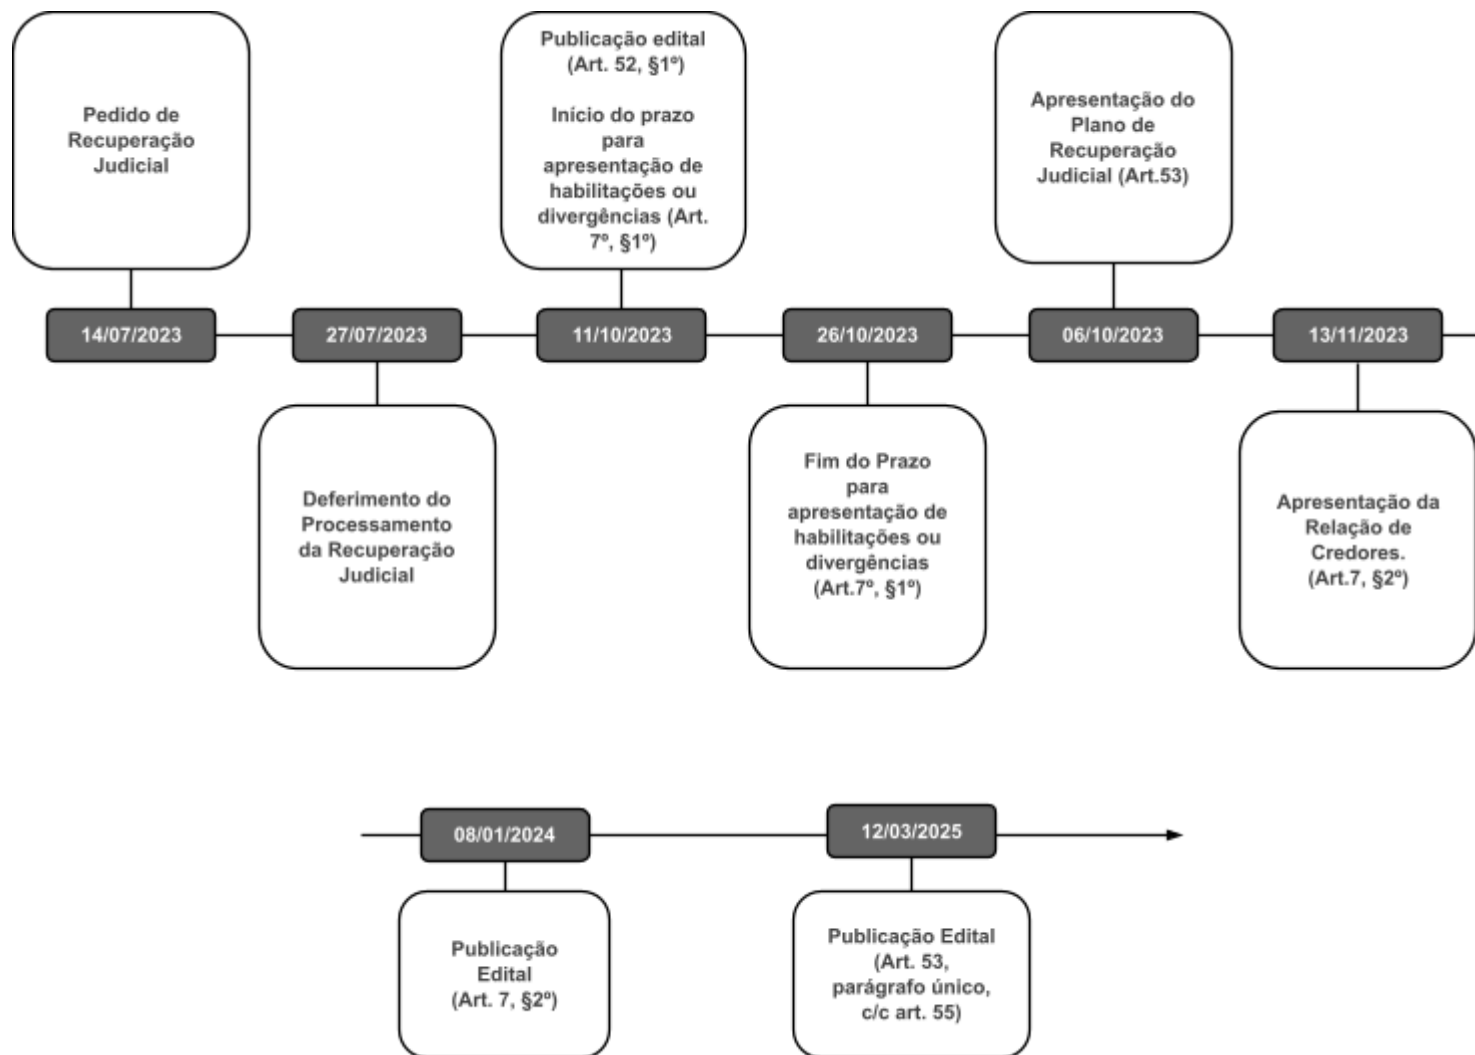 Pedido de
Recuperação
Judicial
14/07/2023
27/07/2023
Deferimento do
Processamento
da Recuperação
Judicial
Publicação edital
(Art. 52, §1º)
Início do prazo
para
apresentação de
habilitações ou
divergências (Art.
7º, §1º)
11/10/2023
26/10/2023
Fim do Prazo
para
apresentação de
habilitações ou
divergências
(Art.7º, §1º)
Apresentação do
Plano de
Recuperação
Judicial (Art.53)
06/10/2023
13/11/2023
Apresentação da
Relação de
Credores.
(Art.7, §2º)
08/01/2024
Publicação
Edital
(Art. 7, §2º)
12/03/2025
Publicação Edital
(Art. 53,
parágrafo único,
c/c art. 55)